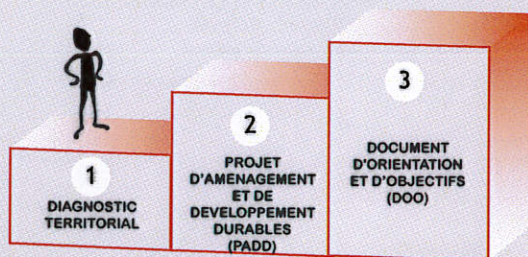 1
DIAGNOSTIC
TERRITORIAL
2
PROJET
D'AMENAGEMENT
ET DE
DEVELOPPEMENT
DURABLES
(PADD)
3
DOCUMENT
D'ORIENTATION
ET D'OBJECTIFS
(DOO)